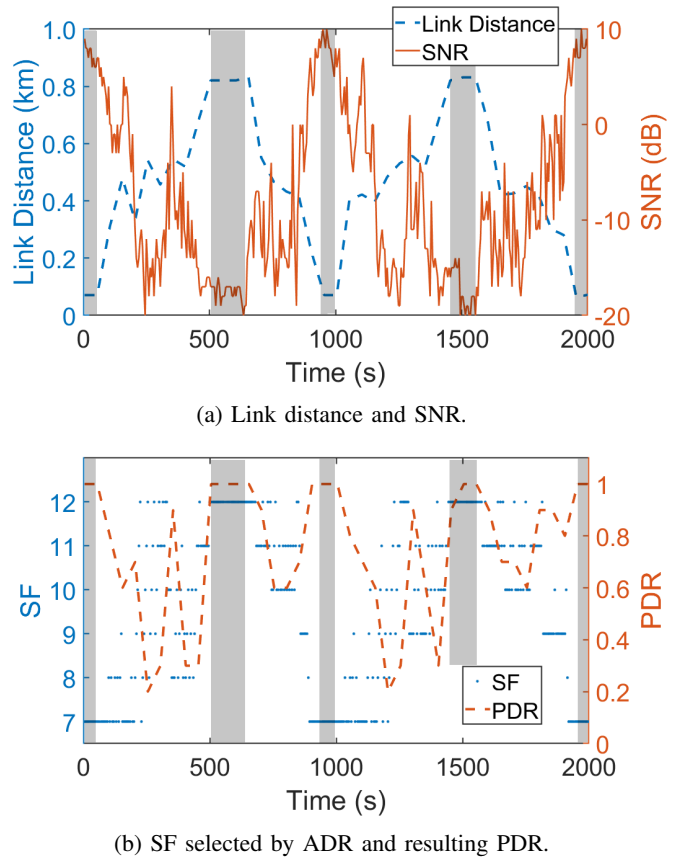 Link Distance
SNR
1.0
0.8
0.6
0.4
0.2
0
Link Distance (km)
10
0
-10
-20
SNR (dB)
0
500
1000
1500
2000
Time (s)
(a) Link distance and SNR.
12
11
10
9
8
7
SF
1
0.8
0.6
0.4
0.2
0
PDR
SF
PDR
0
500
1000
1500
2000
Time (s)
(b) SF selected by ADR and resulting PDR.